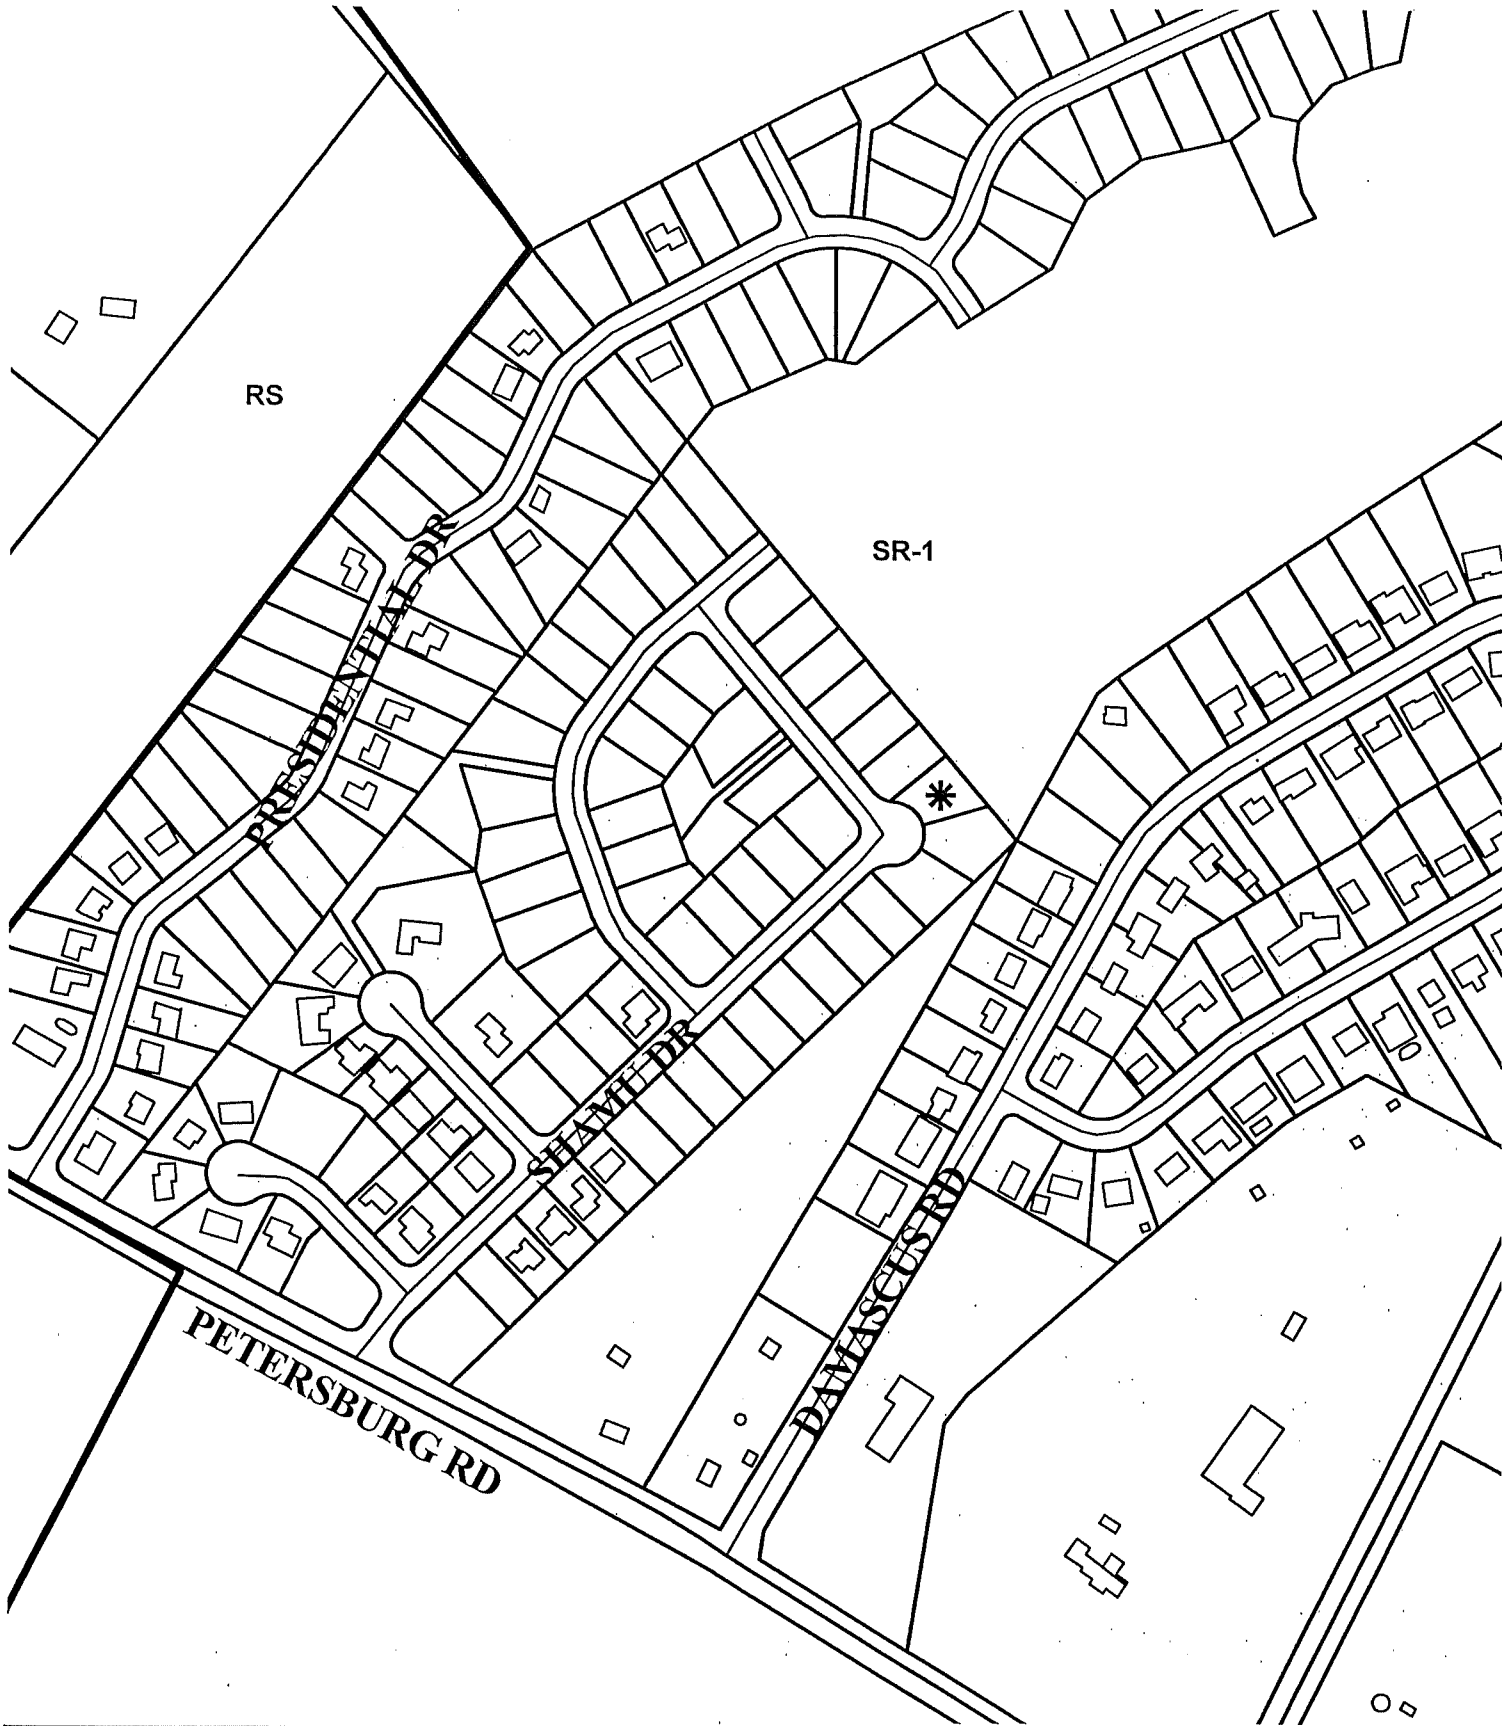 RS
SR-1
PRESIDENTIAL DR
SHAMU DR
DAMASCUS RD
PETERSBURG RD